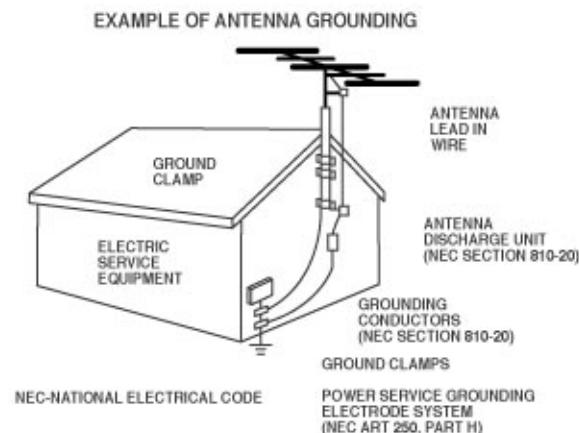 EXAMPLE OF ANTENNA GROUNDING
ANTENNA
LEAD IN
WIRE
GROUND
CLAMP
ELECTRIC
SERVICE
EQUIPMENT
ANTENNA
DISCHARGE UNIT
(NEC SECTION 810-20)
GROUNDING
CONDUCTORS
(NEC SECTION 810-20)
GROUND CLAMPS
NEC-NATIONAL ELECTRICAL CODE
POWER SERVICE GROUNDING
ELECTRODE SYSTEM
(NEC ART 250, PART H)